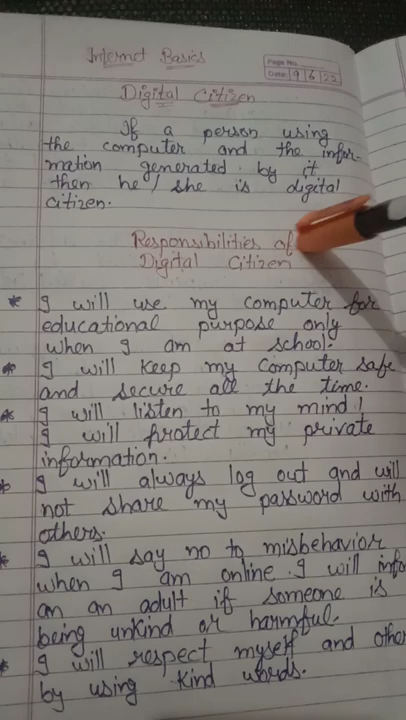 Internet Basics
Page No.
Date: 9 6 22
Digital Citizen
If a person using
the computer and the infor-
mation generated by it
then he / she is digital
citizen.
Responsibilities of
Digital Citizen
* I will use my computer for
educational purpose only
when I am at school.
* I will keep my computer safe
and secure all the time.
* I will listen to my mind!
I will protect my private
information.
* I will always log out and will
not share my password with
others.
* I will say no to misbehavior
when I am online. I will info
an an adult if someone is
being unkind or harmful.
* I will respect myself and other
by using kind words.